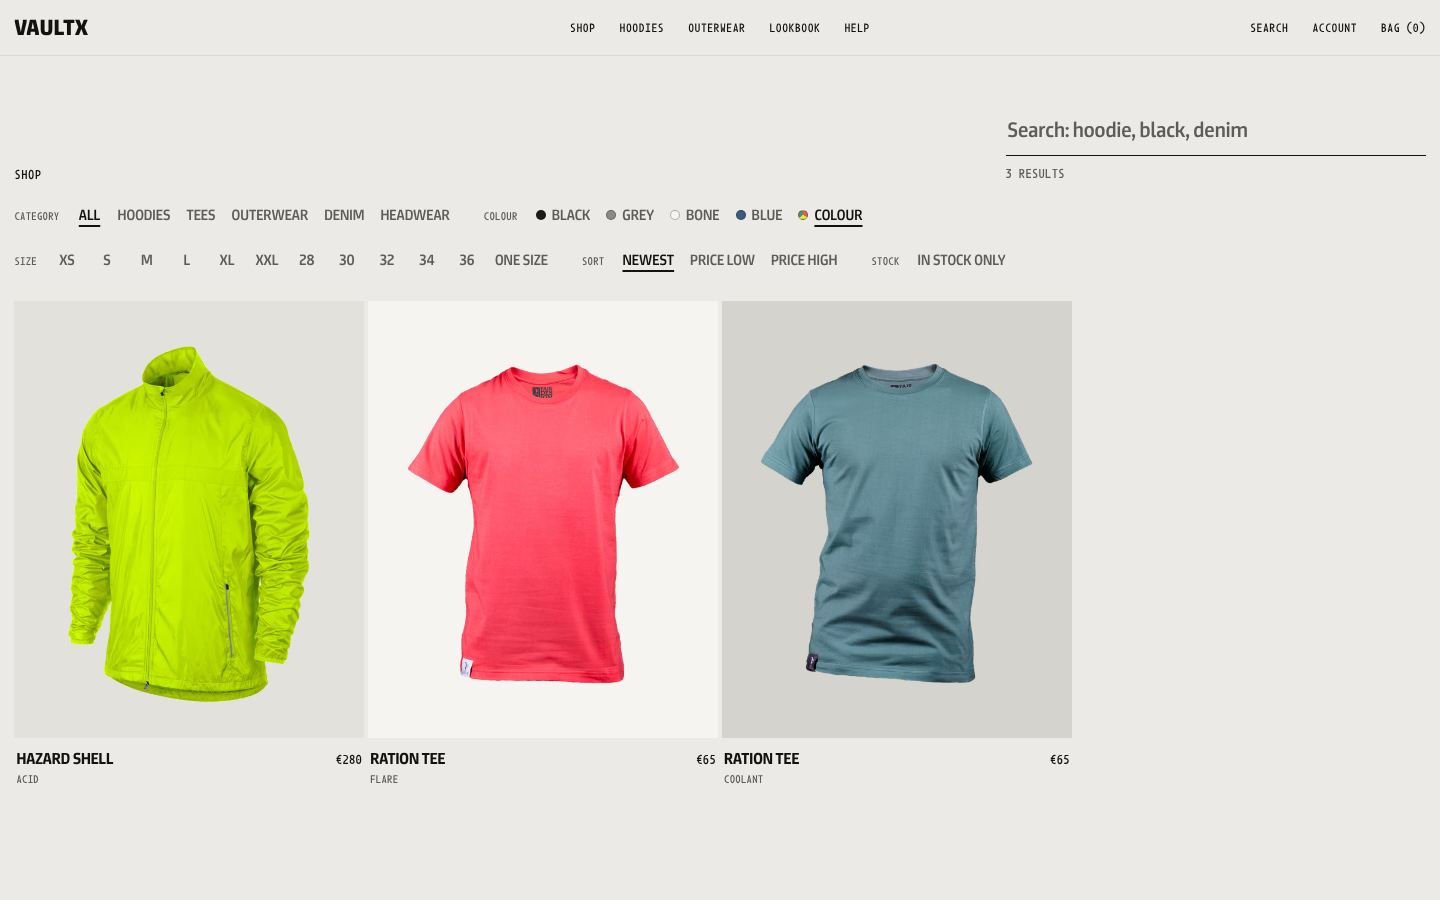 VAULTX
SHOP HOODIES OUTERWEAR LOOKBOOK HELP
SEARCH ACCOUNT BAG (0)
Search: hoodie, black, denim
SHOP
3 RESULTS
CATEGORY ALL HOODIES TEES OUTERWEAR DENIM HEADWEAR COLOUR BLACK GREY BONE BLUE COLOUR
SIZE XS S M L XL XXL 28 30 32 34 36 ONE SIZE SORT NEWEST PRICE LOW PRICE HIGH STOCK IN STOCK ONLY
HAZARD SHELL €280
ACID
RATION TEE €65
FLARE
RATION TEE €65
COOLANT